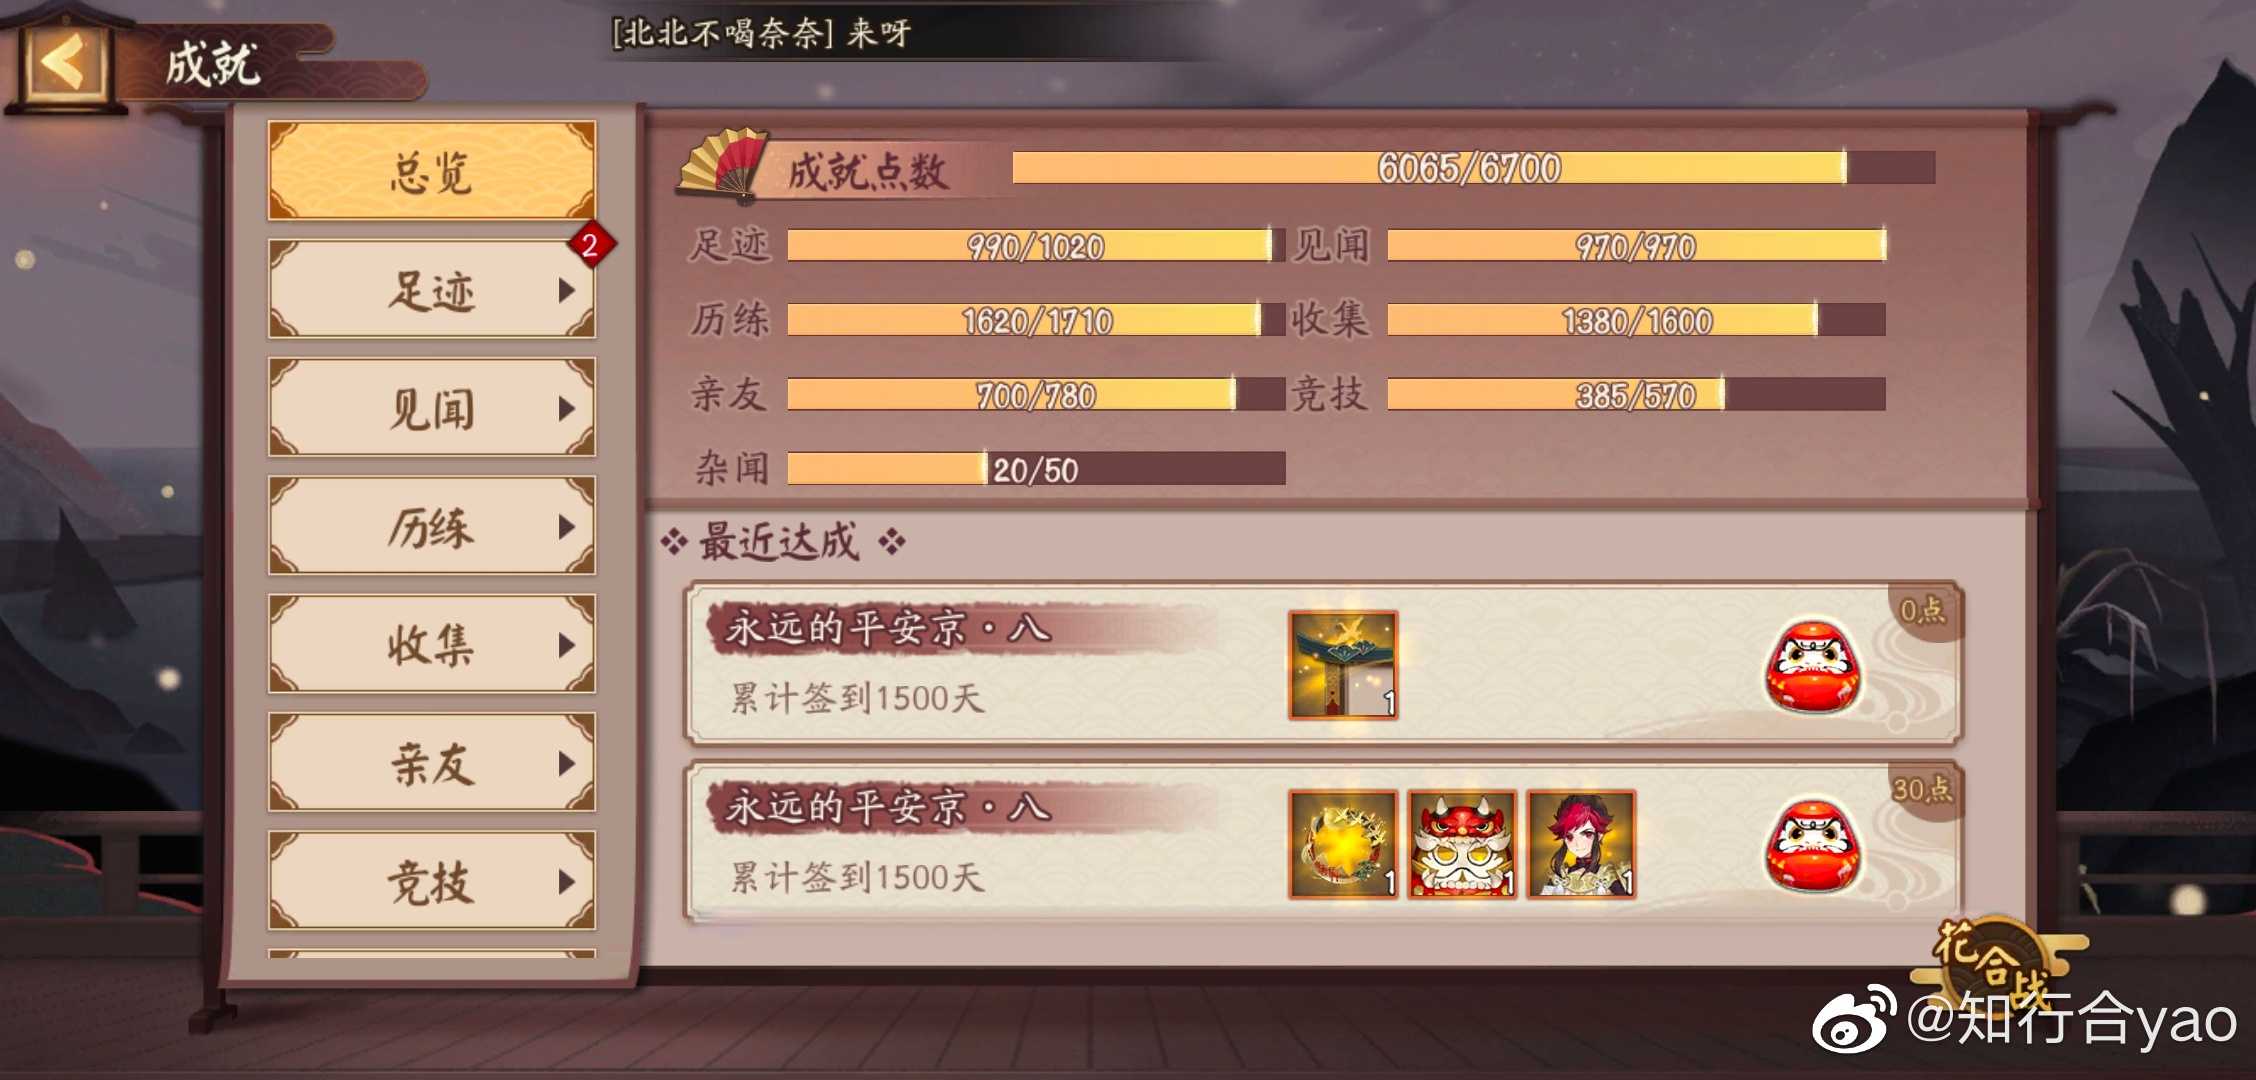 [北北不喝奈奈] 来呀
成就
总览
足迹
2
见闻
历练
收集
亲友
竞技
成就点数 6065/6700
足迹 990/1020 见闻 970/970
历练 1620/1710 收集 1380/1600
亲友 700/780 竞技 385/570
杂闻 20/50
最近达成
永远的平安京·八
累计签到1500天
1
0点
永远的平安京·八
累计签到1500天
1 1 1
30点
花合战
@知行合yao